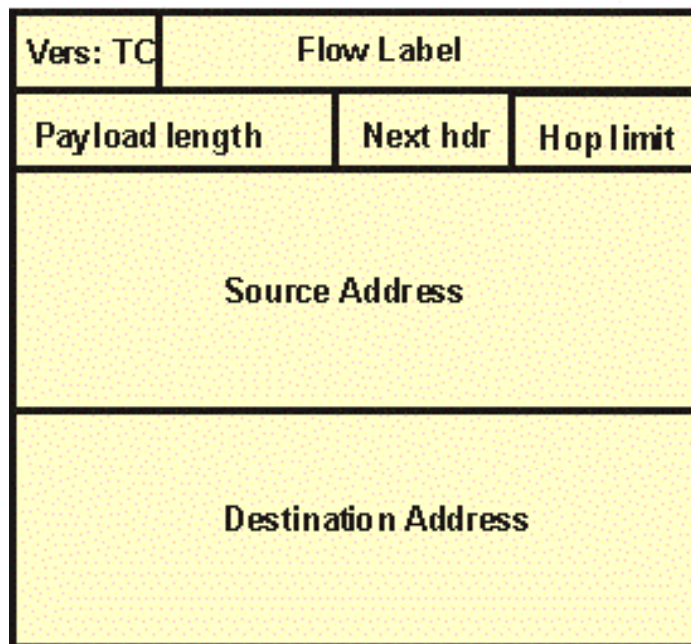 Vers: TC Flow Label
Payload length Next hdr Hop limit
Source Address
Destination Address